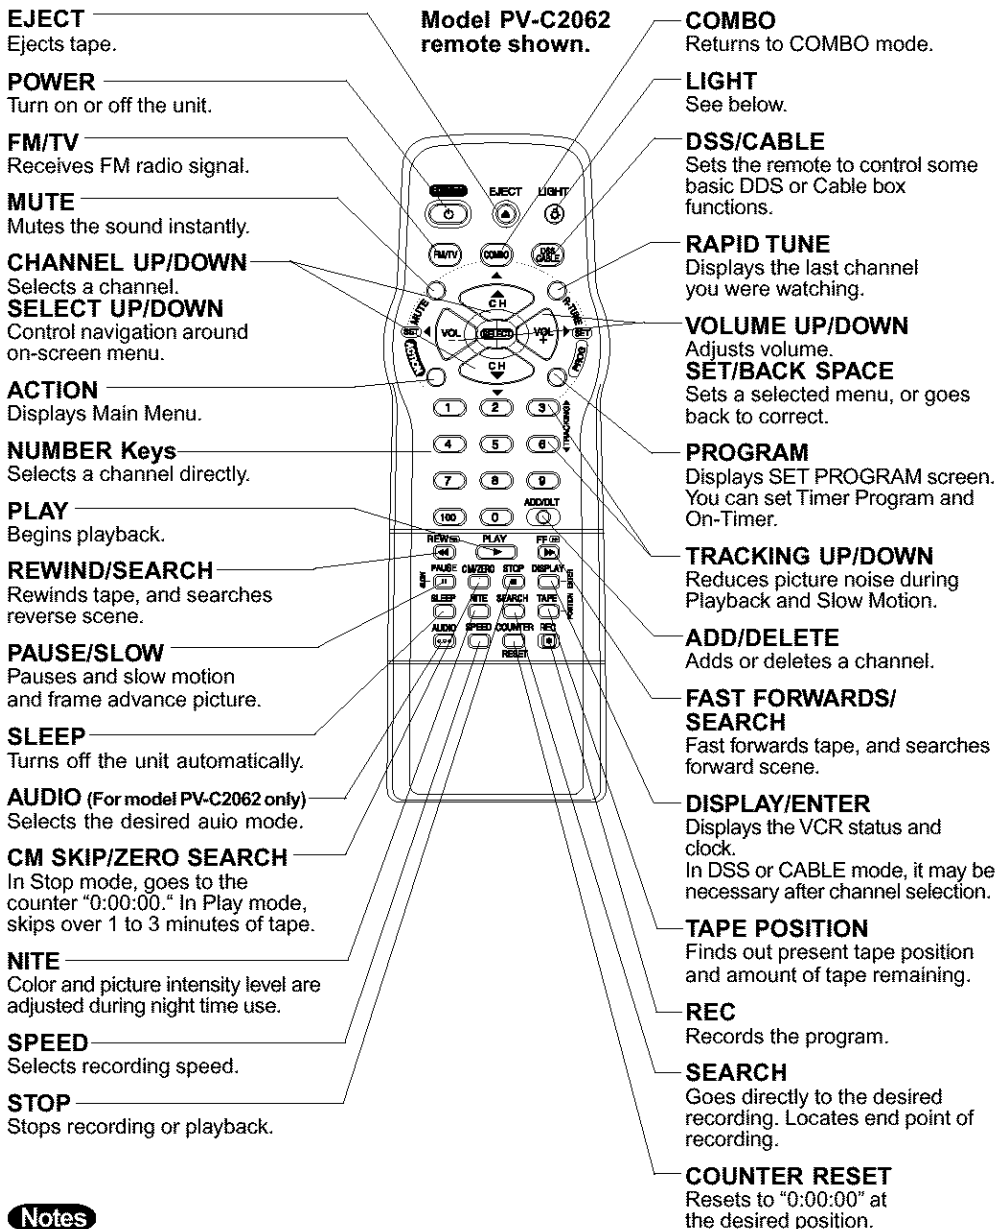 EJECT
Ejects tape.
POWER
Turn on or off the unit.
FM/TV
Receives FM radio signal.
MUTE
Mutes the sound instantly.
CHANNEL UP/DOWN
Selects a channel.
SELECT UP/DOWN
Control navigation around
on-screen menu.
ACTION
Displays Main Menu.
NUMBER Keys
Selects a channel directly.
PLAY
Begins playback.
REWIND/SEARCH
Rewinds tape, and searches
reverse scene.
PAUSE/SLOW
Pauses and slow motion
and frame advance picture.
SLEEP
Turns off the unit automatically.
AUDIO (For model PV-C2062 only)
Selects the desired auio mode.
CM SKIP/ZERO SEARCH
In Stop mode, goes to the
counter "0:00:00." In Play mode,
skips over 1 to 3 minutes of tape.
NITE
Color and picture intensity level are
adjusted during night time use.
SPEED
Selects recording speed.
STOP
Stops recording or playback.
Notes
Model PV-C2062
remote shown.
EJECT LIGHT
FM/TV COMBO DSS CABLE
MUTE CH R-TUNE
SET VOL - SELECT VOL + SET
ACTION CH PROG
1 2 3
TRACKING
4 5 6
7 8 9
ADD/DLT
100 0
REW PLAY FF
PAUSE CM/ZERO STOP DISPLAY
SLOW ENTER
SLEEP NITE SEARCH TAPE
POSITION
AUDIO SPEED COUNTER REC
RESET
COMBO
Returns to COMBO mode.
LIGHT
See below.
DSS/CABLE
Sets the remote to control some
basic DDS or Cable box
functions.
RAPID TUNE
Displays the last channel
you were watching.
VOLUME UP/DOWN
Adjusts volume.
SET/BACK SPACE
Sets a selected menu, or goes
back to correct.
PROGRAM
Displays SET PROGRAM screen.
You can set Timer Program and
On-Timer.
TRACKING UP/DOWN
Reduces picture noise during
Playback and Slow Motion.
ADD/DELETE
Adds or deletes a channel.
FAST FORWARDS/
SEARCH
Fast forwards tape, and searches
forward scene.
DISPLAY/ENTER
Displays the VCR status and
clock.
In DSS or CABLE mode, it may be
necessary after channel selection.
TAPE POSITION
Finds out present tape position
and amount of tape remaining.
REC
Records the program.
SEARCH
Goes directly to the desired
recording. Locates end point of
recording.
COUNTER RESET
Resets to "0:00:00" at
the desired position.